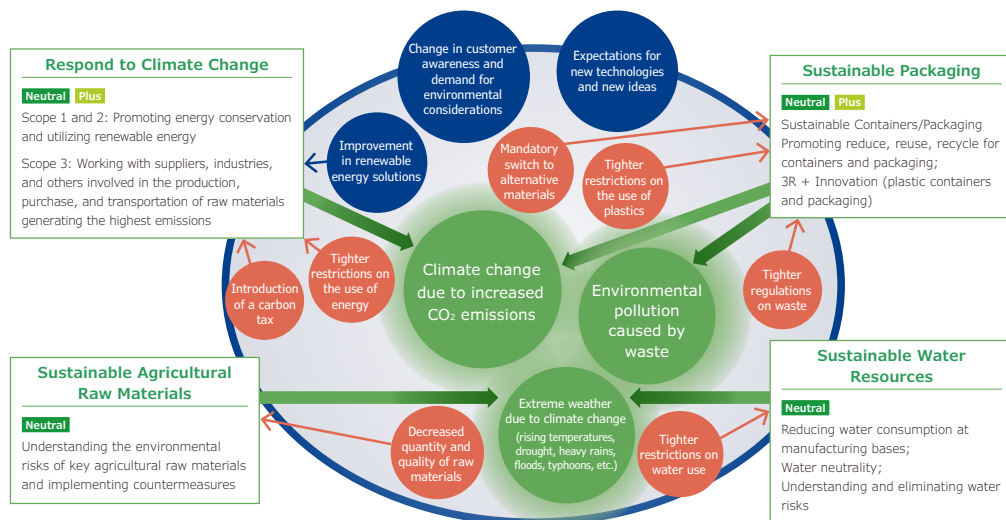 Respond to Climate Change
Neutral Plus
Scope 1 and 2: Promoting energy conservation
and utilizing renewable energy
Scope 3: Working with suppliers, industries,
and others involved in the production,
purchase, and transportation of raw materials
generating the highest emissions
Change in customer
awareness and
demand for
environmental
considerations
Expectations for
new technologies
and new ideas
Sustainable Packaging
Neutral Plus
Sustainable Containers/Packaging
Promoting reduce, reuse, recycle for
containers and packaging;
3R + Innovation (plastic containers
and packaging)
Improvement
in renewable
energy solutions
Mandatory
switch to
alternative
materials
Tighter
restrictions on
the use of
plastics
Introduction
of a carbon
tax
Tighter
restrictions on
the use of
energy
Climate change
due to increased
CO₂ emissions
Environmental
pollution
caused by
waste
Tighter
regulations
on waste
Sustainable Agricultural
Raw Materials
Neutral
Understanding the environmental
risks of key agricultural raw materials
and implementing countermeasures
Decreased
quantity and
quality of raw
materials
Extreme weather
due to climate change
(rising temperatures,
drought, heavy rains,
floods, typhoons, etc.)
Tighter
restrictions on
water use
Sustainable Water
Resources
Neutral
Reducing water consumption at
manufacturing bases;
Water neutrality;
Understanding and eliminating water
risks